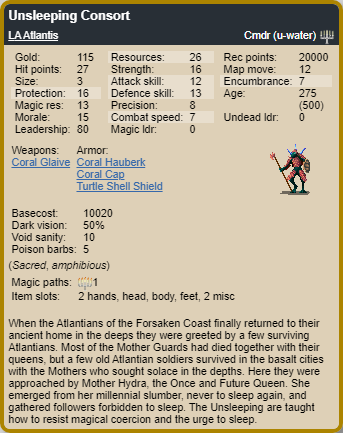 Unsleeping Consort
LA Atlantis Cmdr (u-water)
Gold: 115 Resources: 26 Rec points: 20000
Hit points: 27 Strength: 16 Map move: 12
Size: 3 Attack skill: 12 Encumbrance: 7
Protection: 16 Defence skill: 13 Age: 275
Magic res: 13 Precision: 8 (500)
Morale: 15 Combat speed: 7 Undead ldr: 0
Leadership: 80 Magic ldr: 0
Weapons: Armor:
Coral Glaive Coral Hauberk
Coral Cap
Turtle Shell Shield
Basecost: 10020
Dark vision: 50%
Void sanity: 10
Poison barbs: 5
(Sacred, amphibious)
Magic paths: 1
Item slots: 2 hands, head, body, feet, 2 misc
When the Atlantians of the Forsaken Coast finally returned to their
ancient home in the deeps they were greeted by a few surviving
Atlantians. Most of the Mother Guards had died together with their
queens, but a few old Atlantian soldiers survived in the basalt cities
with the Mothers who sought solace in the depths. Here they were
approached by Mother Hydra, the Once and Future Queen. She
emerged from her millennial slumber, never to sleep again, and
gathered followers forbidden to sleep. The Unsleeping are taught
how to resist magical coercion and the urge to sleep.